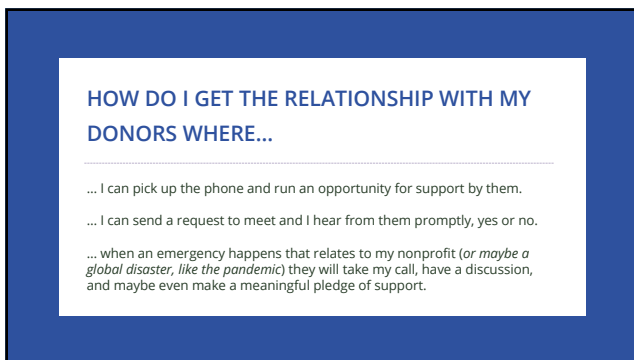 HOW DO I GET THE RELATIONSHIP WITH MY
DONORS WHERE...
... I can pick up the phone and run an opportunity for support by them.
... I can send a request to meet and I hear from them promptly, yes or no.
... when an emergency happens that relates to my nonprofit (or maybe a
global disaster, like the pandemic) they will take my call, have a discussion,
and maybe even make a meaningful pledge of support.